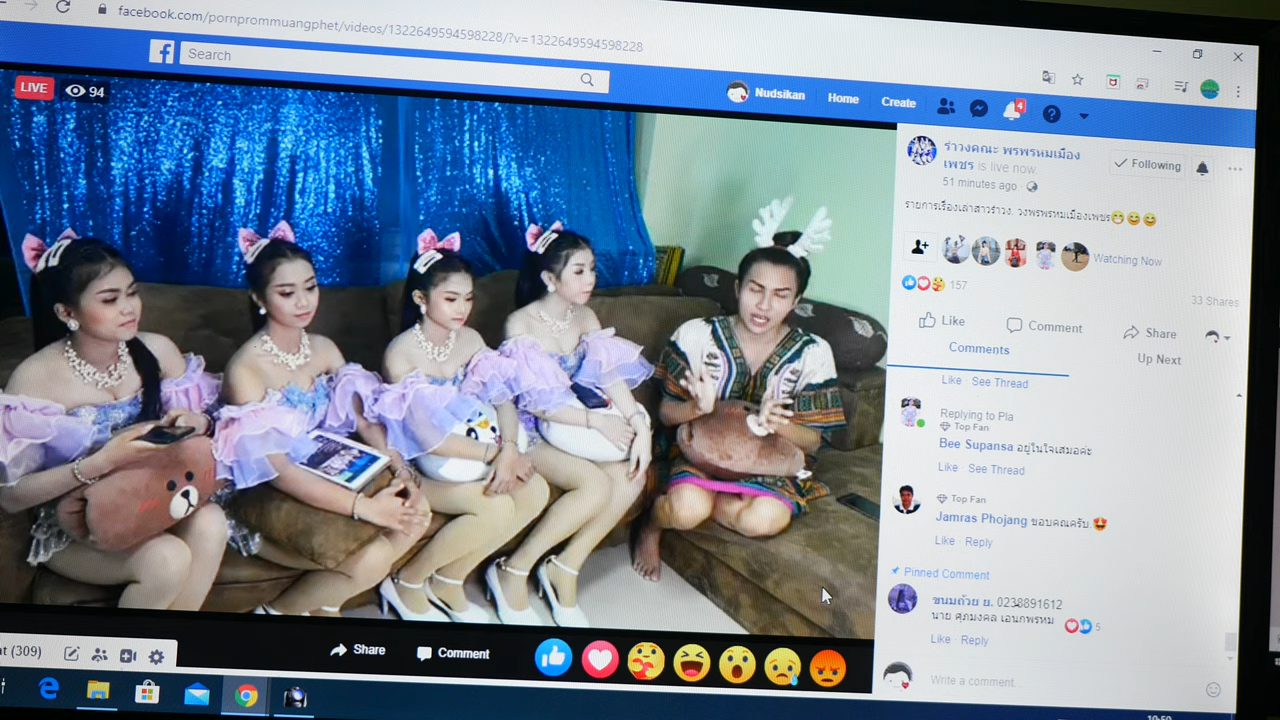 facebook.com/pornprommuangphet/videos/1322649594598228/?v=1322649594598228
Search
Nudsikan
Home
Create
4
LIVE
94
รำวงคณะ พรพรหมเมือง
เพชร is live now.
Following
51 minutes ago
รายการเรื่องเล่าสาวรำวง. วงพรพรหมเมืองเพชร
Watching Now
157
33 Shares
Like
Comment
Share
Comments
Up Next
Like · See Thread
Replying to Pla
Top Fan
Bee Supansa อยู่ในใจเสมอค่ะ
Like · See Thread
Top Fan
Jamras Phojang ขอบคณครับ
Like · Reply
Pinned Comment
ขนมถ้วย ย. 0238891612
นาย ศุภมงคล เอนกพรหม
5
Like · Reply
Write a comment...
(309)
Share
Comment